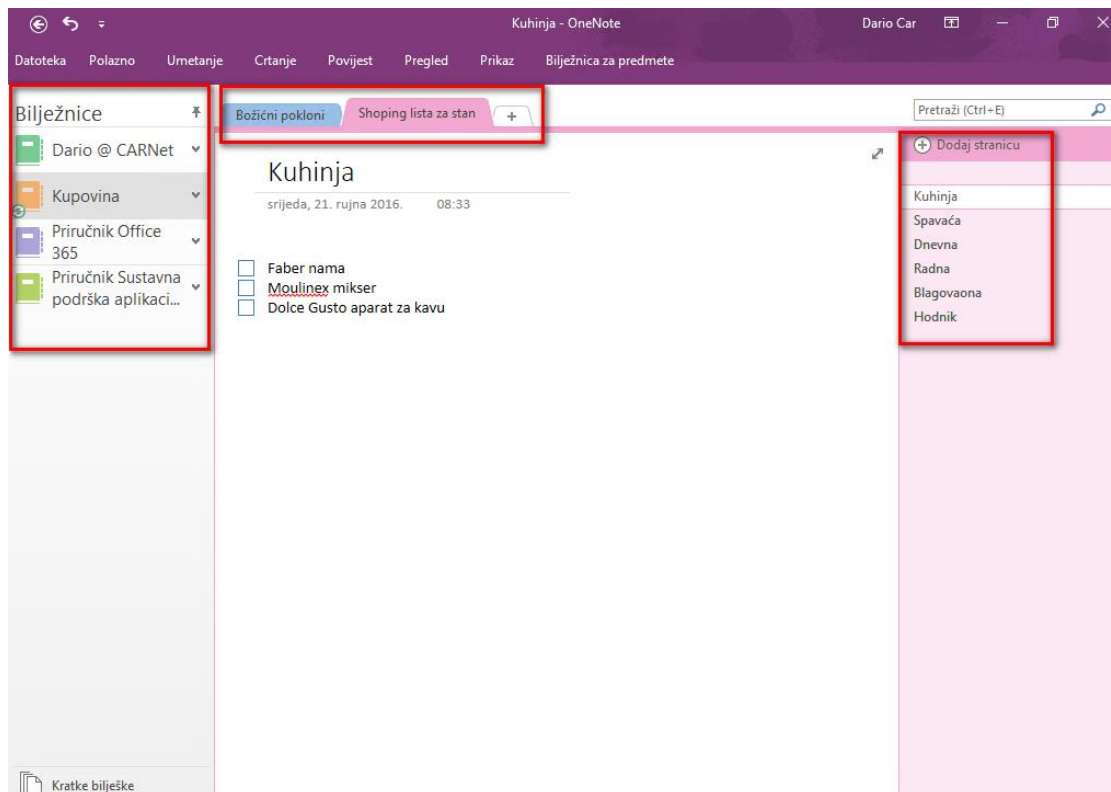 Kuhinja - OneNote
Dario Car
Datoteka Polazno Umetanje Crtanje Povijest Pregled Prikaz Bilježnica za predmete
Bilježnice
Dario @ CARNet
Kupovina
Priručnik Office
365
Priručnik Sustavna
podrška aplikaci...
Kratke bilješke
Božićni pokloni Shoping lista za stan +
Kuhinja
srijeda, 21. rujna 2016. 08:33
Faber nama
Moulinex mikser
Dolce Gusto aparat za kavu
Pretraži (Ctrl+E)
Dodaj stranicu
Kuhinja
Spavaća
Dnevna
Radna
Blagovaona
Hodnik